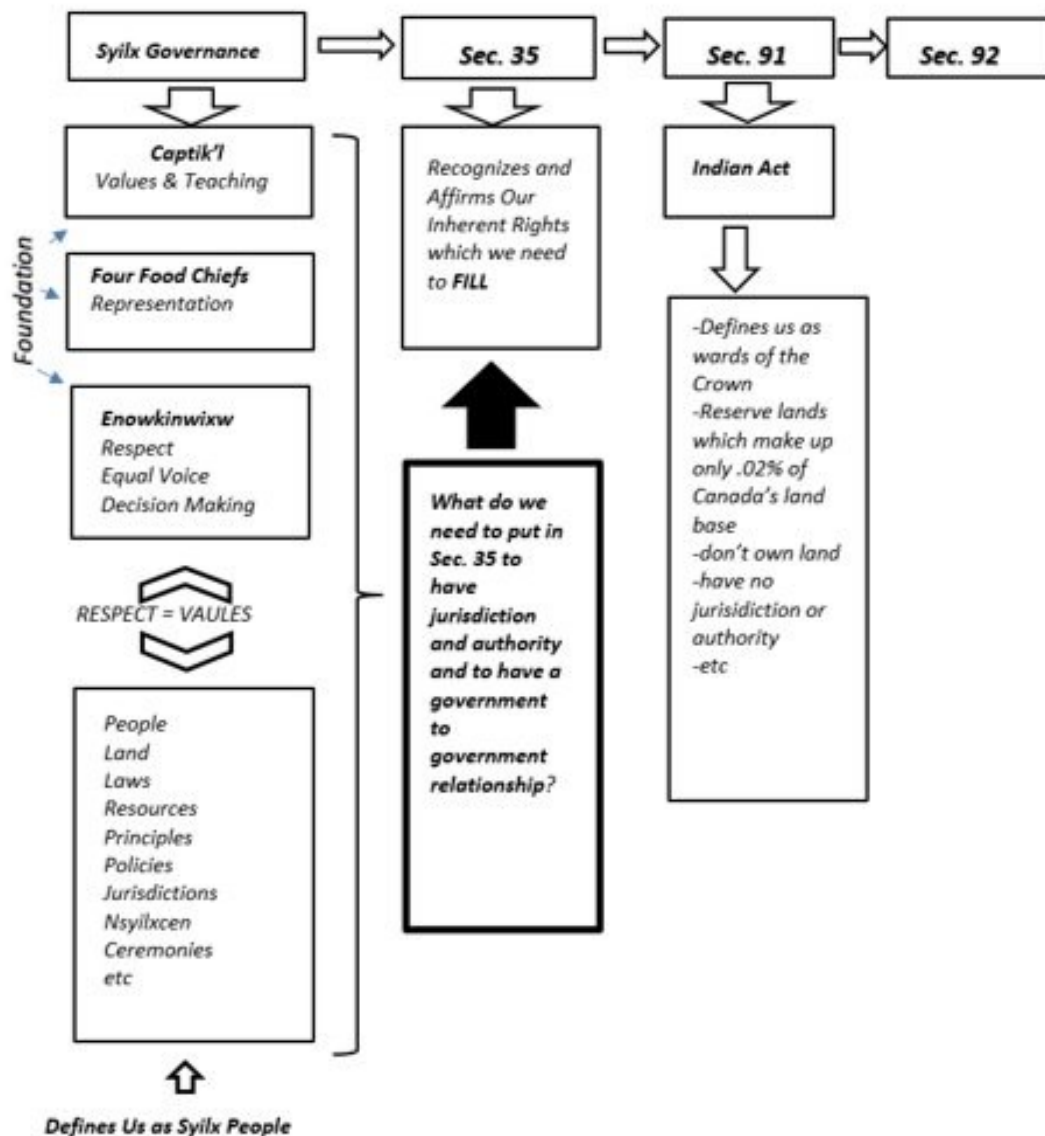 Syilx Governance
Sec. 35
Sec. 91
Sec. 92
Captik'l
Values & Teaching
Foundation
Four Food Chiefs
Representation
Enowkinwixw
Respect
Equal Voice
Decision Making
RESPECT = VAULES
People
Land
Laws
Resources
Principles
Policies
Jurisdictions
Nsyilxcen
Ceremonies
etc
Defines Us as Syilx People
Recognizes and
Affirms Our
Inherent Rights
which we need
to FILL
What do we
need to put in
Sec. 35 to
have
jurisdiction
and authority
and to have a
government
to
government
relationship?
Indian Act
-Defines us as
wards of the
Crown
-Reserve lands
which make up
only .02% of
Canada's land
base
-don't own land
-have no
jurisidiction or
authority
-etc